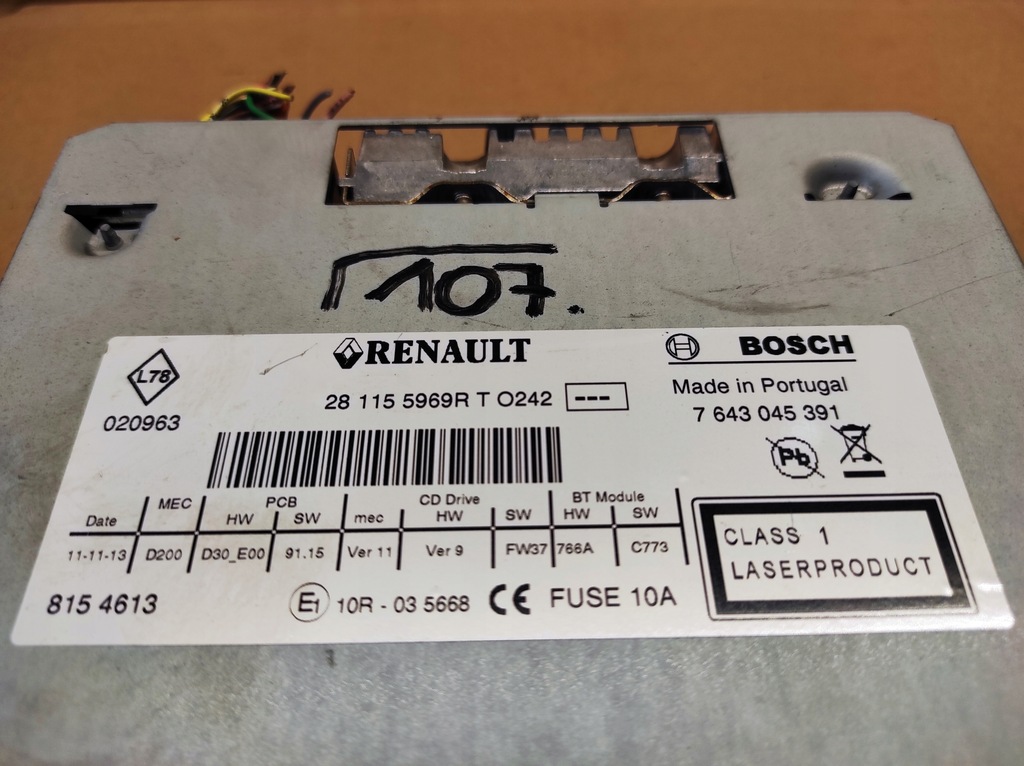 107.
L78
020963
RENAULT
28 115 5969R T O242 ---
BOSCH
Made in Portugal
7 643 045 391
Pb
Date MEC PCB HW SW mec CD Drive HW SW BT Module HW SW
11-11-13 D200 D30_E00 91.15 Ver 11 Ver 9 FW37 766A C773
CLASS 1
LASERPRODUCT
815 4613 E1 10R - 03 5668 CE FUSE 10A